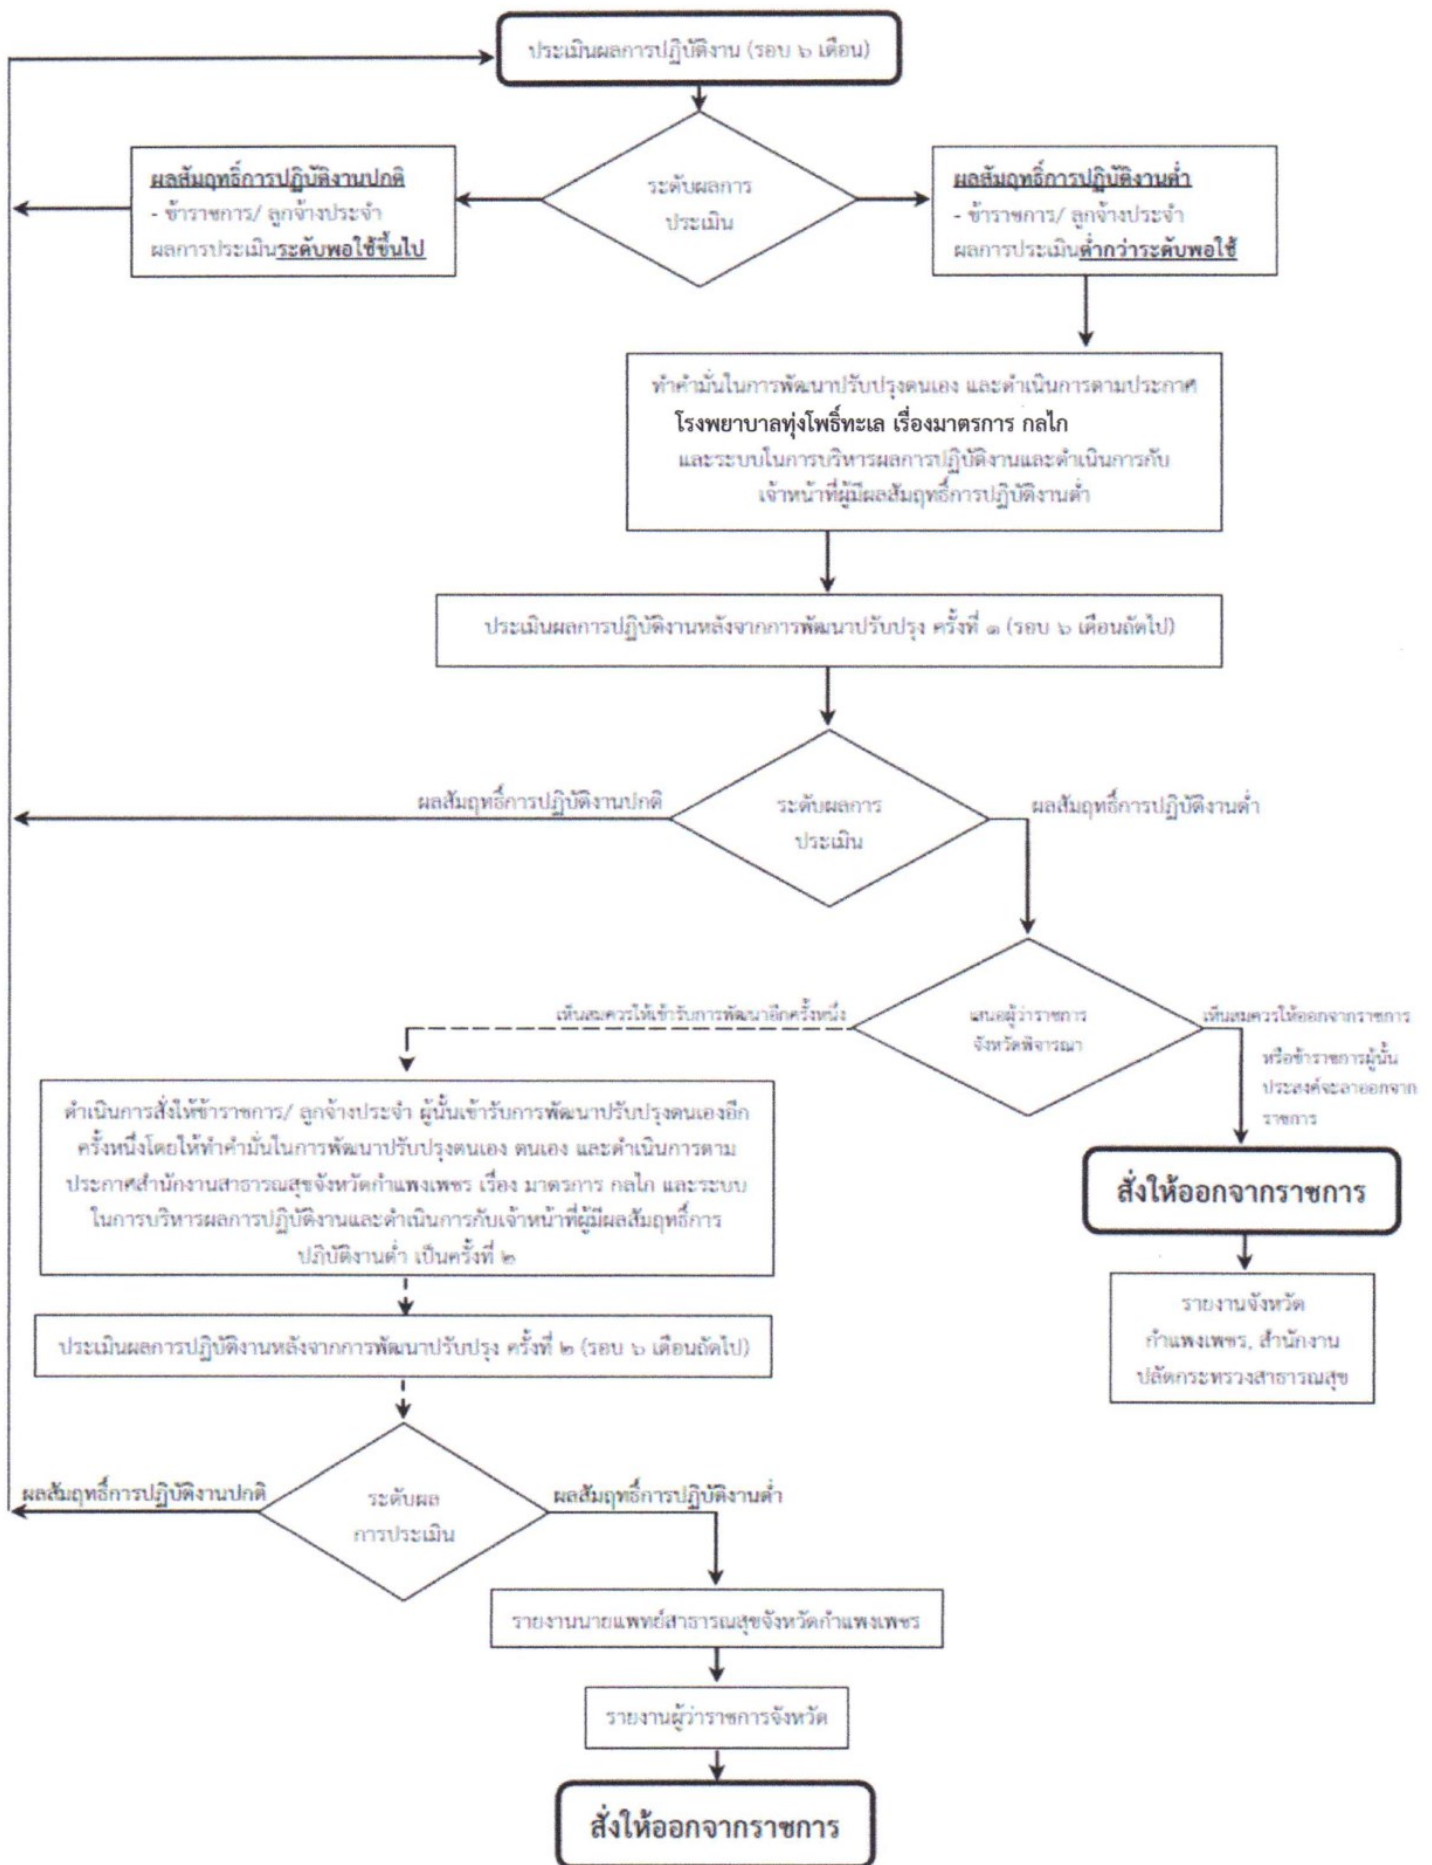 ประเมินผลการปฏิบัติงาน (รอบ ๖ เดือน)
ระดับผลการ
ประเมิน
ผลสัมฤทธิ์การปฏิบัติงานปกติ
- ข้าราชการ/ ลูกจ้างประจำ
ผลการประเมินระดับพอใช้ขึ้นไป
ผลสัมฤทธิ์การปฏิบัติงานต่ำ
- ข้าราชการ/ ลูกจ้างประจำ
ผลการประเมินต่ำกว่าระดับพอใช้
ทำคำมั่นในการพัฒนาปรับปรุงตนเอง และดำเนินการตามประกาศ
โรงพยาบาลทุ่งโพธิ์ทะเล เรื่องมาตรการ กลไก
และระบบในการบริหารผลการปฏิบัติงานและดำเนินการกับ
เจ้าหน้าที่ผู้มีผลสัมฤทธิ์การปฏิบัติงานต่ำ
ประเมินผลการปฏิบัติงานหลังจากการพัฒนาปรับปรุง ครั้งที่ ๑ (รอบ ๖ เดือนถัดไป)
ผลสัมฤทธิ์การปฏิบัติงานปกติ
ระดับผลการ
ประเมิน
ผลสัมฤทธิ์การปฏิบัติงานต่ำ
เห็นสมควรให้เข้ารับการพัฒนาอีกครั้งหนึ่ง
เสนอผู้ว่าราชการ
จังหวัดพิจารณา
เห็นสมควรให้ออกจากราชการ
หรือข้าราชการผู้นั้น
ประสงค์จะลาออกจาก
ราชการ
ดำเนินการสั่งให้ข้าราชการ/ ลูกจ้างประจำ ผู้นั้นเข้ารับการพัฒนาปรับปรุงตนเองอีก
ครั้งหนึ่งโดยให้ทำคำมั่นในการพัฒนาปรับปรุงตนเอง ตนเอง และดำเนินการตาม
ประกาศสำนักงานสาธารณสุขจังหวัดกำแพงเพชร เรื่อง มาตรการ กลไก และระบบ
ในการบริหารผลการปฏิบัติงานและดำเนินการกับเจ้าหน้าที่ผู้มีผลสัมฤทธิ์การ
ปฏิบัติงานต่ำ เป็นครั้งที่ ๒
สั่งให้ออกจากราชการ
รายงานจังหวัด
กำแพงเพชร, สำนักงาน
ปลัดกระทรวงสาธารณสุข
ประเมินผลการปฏิบัติงานหลังจากการพัฒนาปรับปรุง ครั้งที่ ๒ (รอบ ๖ เดือนถัดไป)
ผลสัมฤทธิ์การปฏิบัติงานปกติ
ระดับผล
การประเมิน
ผลสัมฤทธิ์การปฏิบัติงานต่ำ
รายงานนายแพทย์สาธารณสุขจังหวัดกำแพงเพชร
รายงานผู้ว่าราชการจังหวัด
สั่งให้ออกจากราชการ